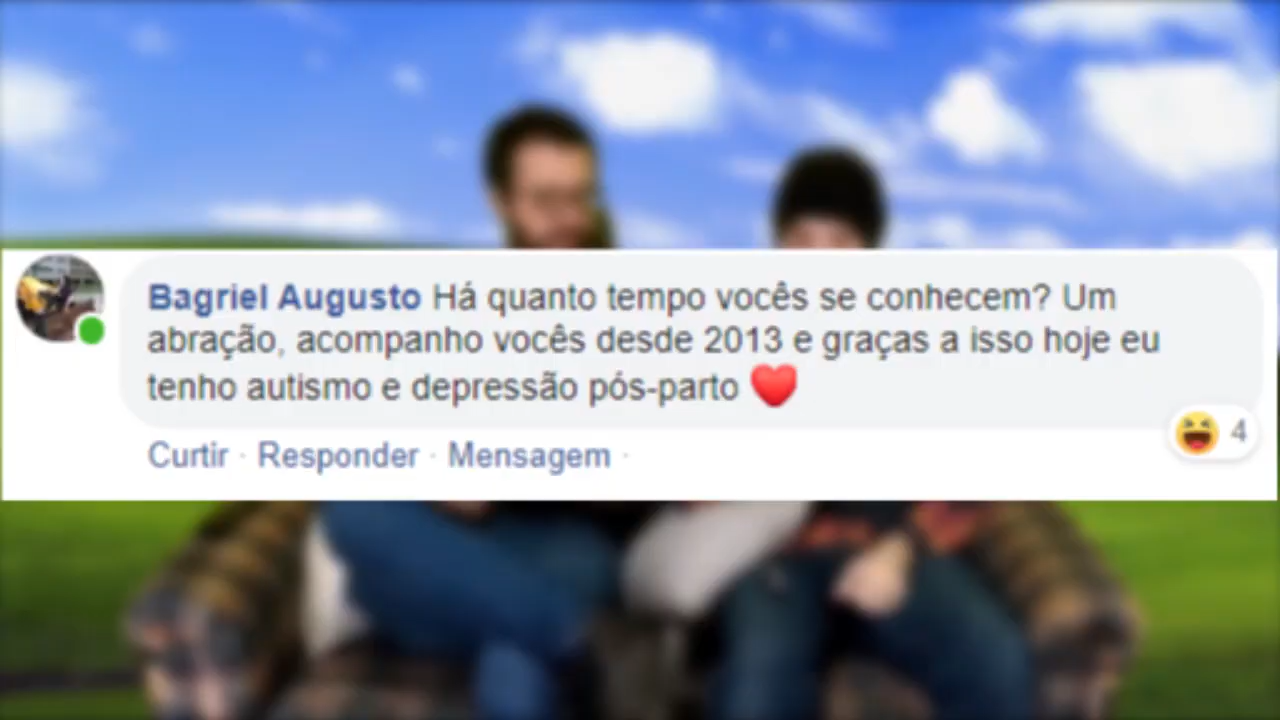 Bagriel Augusto Há quanto tempo vocês se conhecem? Um
abração, acompanho vocês desde 2013 e graças a isso hoje eu
tenho autismo e depressão pós-parto ❤️
4
Curtir · Responder · Mensagem ·